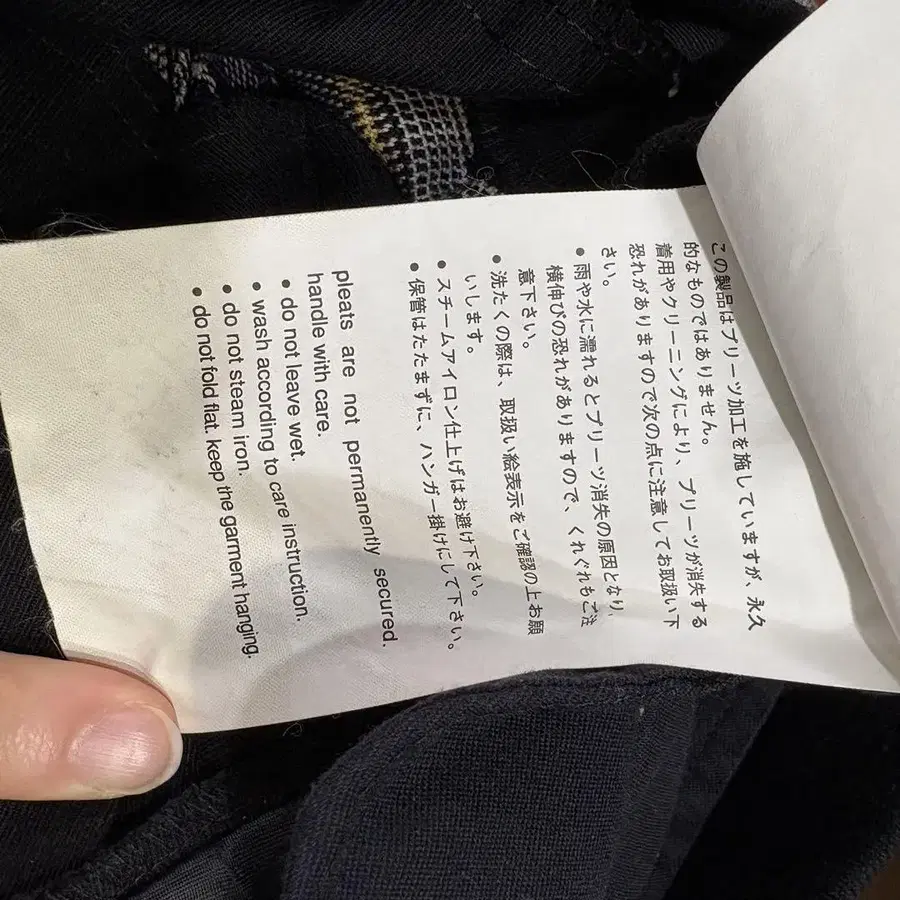 この製品はプリーツ加工を施していますが、永久
的なものではありません。
着用やクリーニングにより、プリーツが消失する
恐れがありますので次の点に注意してお取扱い下
さい。
● 雨や水に濡れるとプリーツ消失の原因となり、
横伸びの恐れがありますので、くれぐれもご注
意下さい。
● 洗たくの際は、取扱い絵表示をご確認の上お願
いします。
● スチームアイロン仕上げはお避け下さい。
● 保管はたたまずに、ハンガー掛けにして下さい。
pleats are not permanently secured.
handle with care.
● do not leave wet.
● wash according to care instruction.
● do not steam iron.
● do not fold flat. keep the garment hanging.